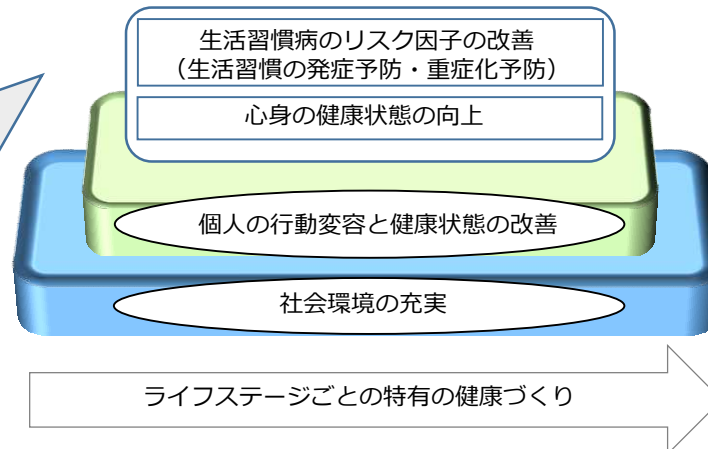 生活習慣病のリスク因子の改善
（生活習慣の発症予防・重症化予防）
心身の健康状態の向上
個人の行動変容と健康状態の改善
社会環境の充実
ライフステージごとの特有の健康づくり